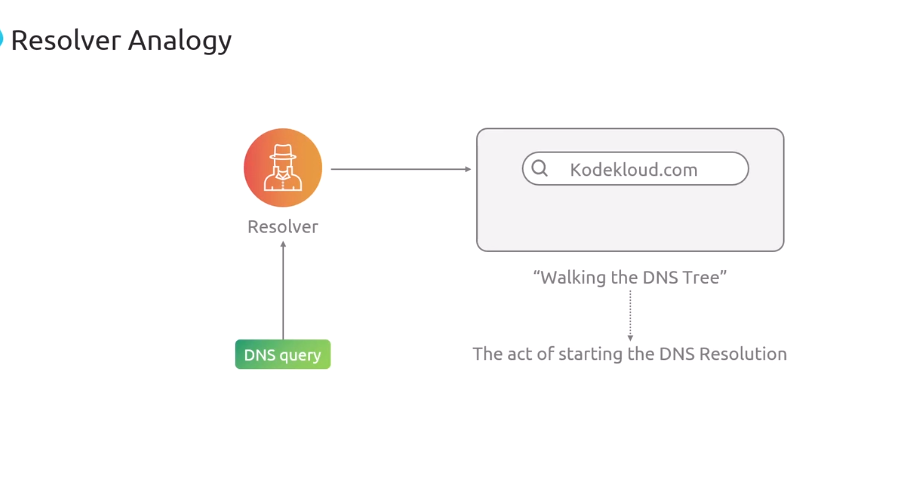 Resolver Analogy
Kodekloud.com
Resolver
“Walking the DNS Tree”
DNS query
The act of starting the DNS Resolution